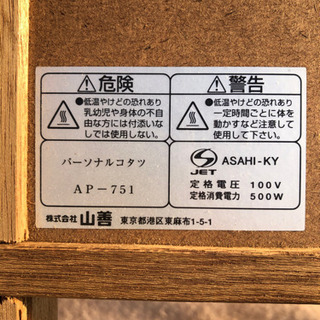 危険
●低温やけどの恐れあり
乳幼児や身体の不自
由な方には付添いな
しでは使用しない。
警告
●低温やけどの恐れあり
一定時間ごとに体を
動かすなど注意して
使用して下さい。
パーソナルコタツ
AP-751
JET
ASAHI-KY
定格電圧 100V
定格消費電力 500W
株式会社 山善 東京都港区東麻布1-5-1